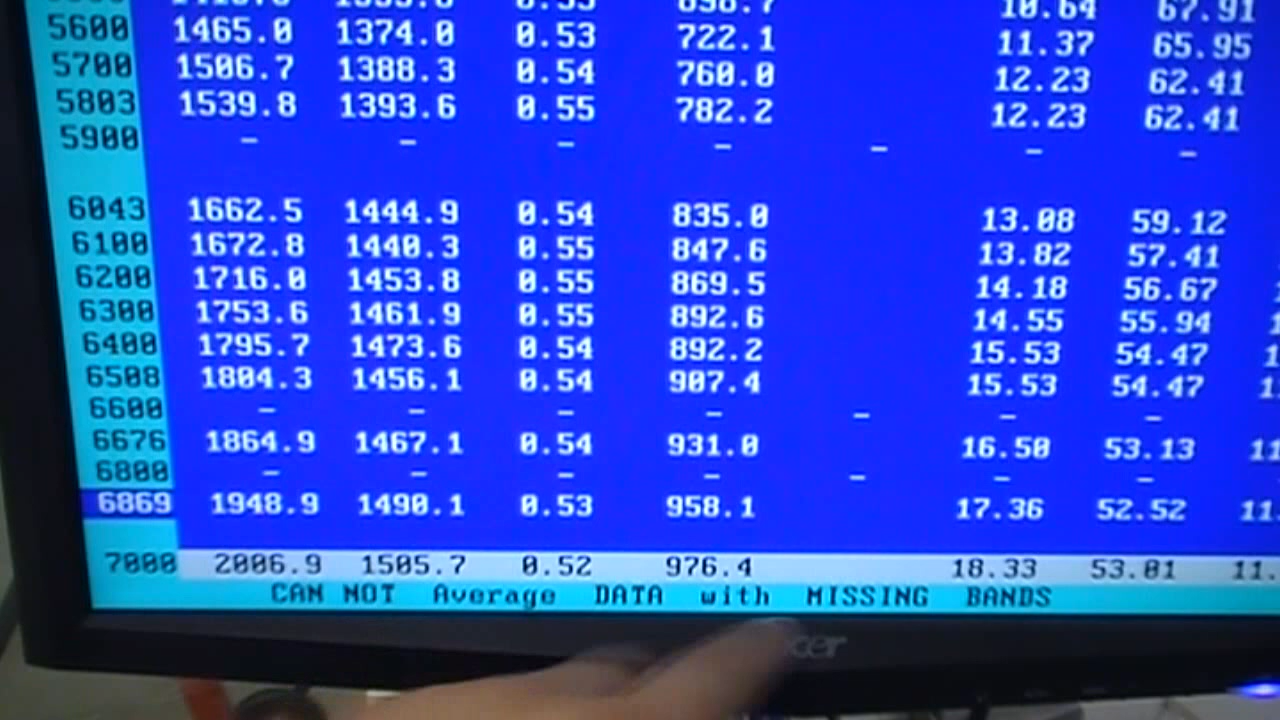 5600 1465.0 1374.0 0.53 722.1 11.37 65.95
5700 1506.7 1388.3 0.54 760.0 12.23 62.41
5803 1539.8 1393.6 0.55 782.2 12.23 62.41
5900 – – – – – – –
6043 1662.5 1444.9 0.54 835.0 13.08 59.12
6100 1672.8 1440.3 0.55 847.6 13.82 57.41
6200 1716.0 1453.8 0.55 869.5 14.18 56.67
6300 1753.6 1461.9 0.55 892.6 14.55 55.94
6400 1795.7 1473.6 0.54 892.2 15.53 54.47
6508 1804.3 1456.1 0.54 907.4 15.53 54.47
6600 – – – – – – –
6676 1864.9 1467.1 0.54 931.0 16.50 53.13 11
6800 – – – – – – –
6869 1948.9 1490.1 0.53 958.1 17.36 52.52 11.
7000 2006.9 1505.7 0.52 976.4 18.33 53.01 11.
CAN NOT Average DATA with MISSING BANDS
acer